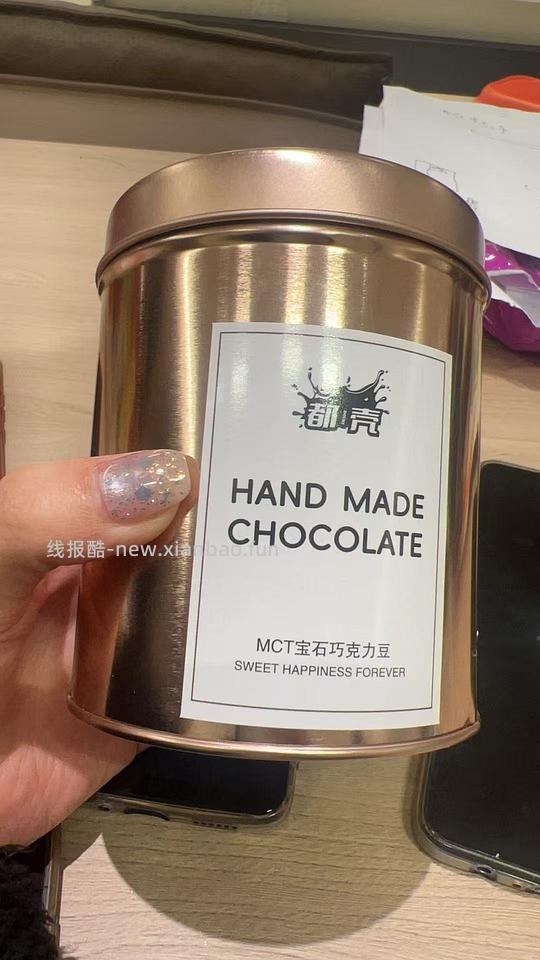 都壳
HAND MADE
CHOCOLATE
线报酷-new.xianbao.fun
MCT宝石巧克力豆
SWEET HAPPINESS FOREVER